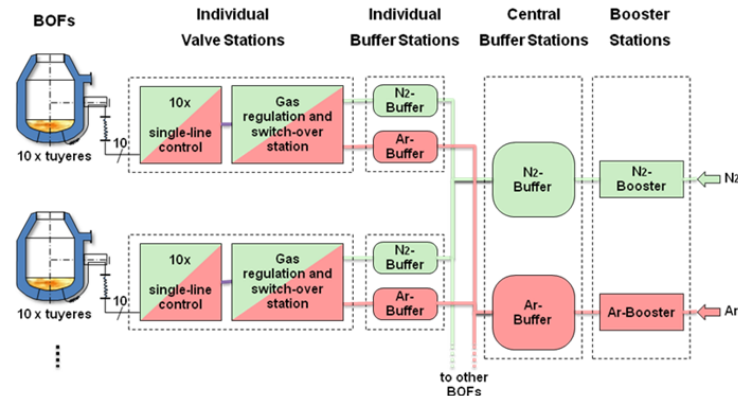 BOFs
Individual
Valve Stations
Individual
Buffer Stations
Central
Buffer Stations
Booster
Stations
10 x tuyeres
10
10x
single-line
control
Gas
regulation and
switch-over
station
N2-
Buffer
Ar-Buffer
N2-
Buffer
N2-
Booster
N2
10 x tuyeres
10
10x
single-line
control
Gas
regulation and
switch-over
station
N2-
Buffer
Ar-Buffer
Ar-
Buffer
Ar-Booster
Ar
to other
BOFs